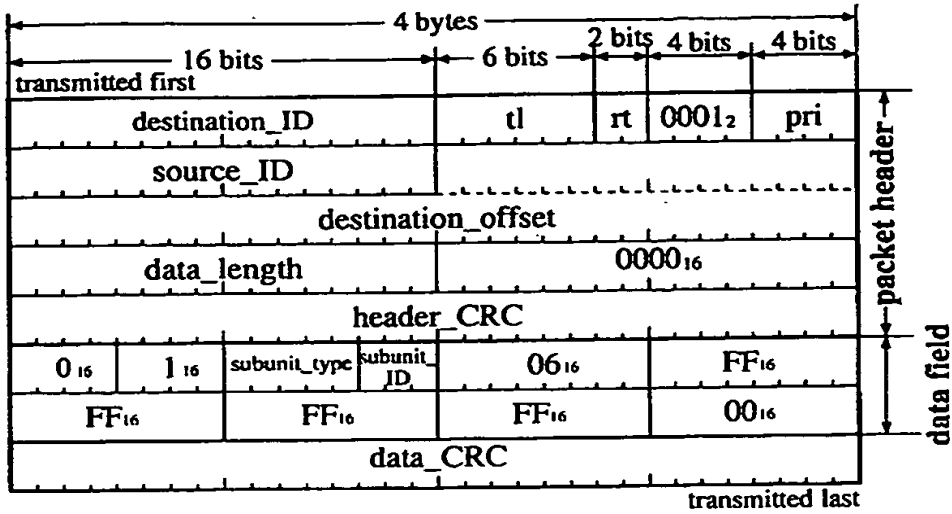 4 bytes
16 bits 6 bits 2 bits 4 bits 4 bits
transmitted first
destination_ID tl rt 0001₂ pri
source_ID
destination_offset
data_length 0000₁₆
header_CRC
packet header
0₁₆ 1₁₆ subunit_type subunit_ID 06₁₆ FF₁₆
FF₁₆ FF₁₆ FF₁₆ 00₁₆
data field
data_CRC
transmitted last